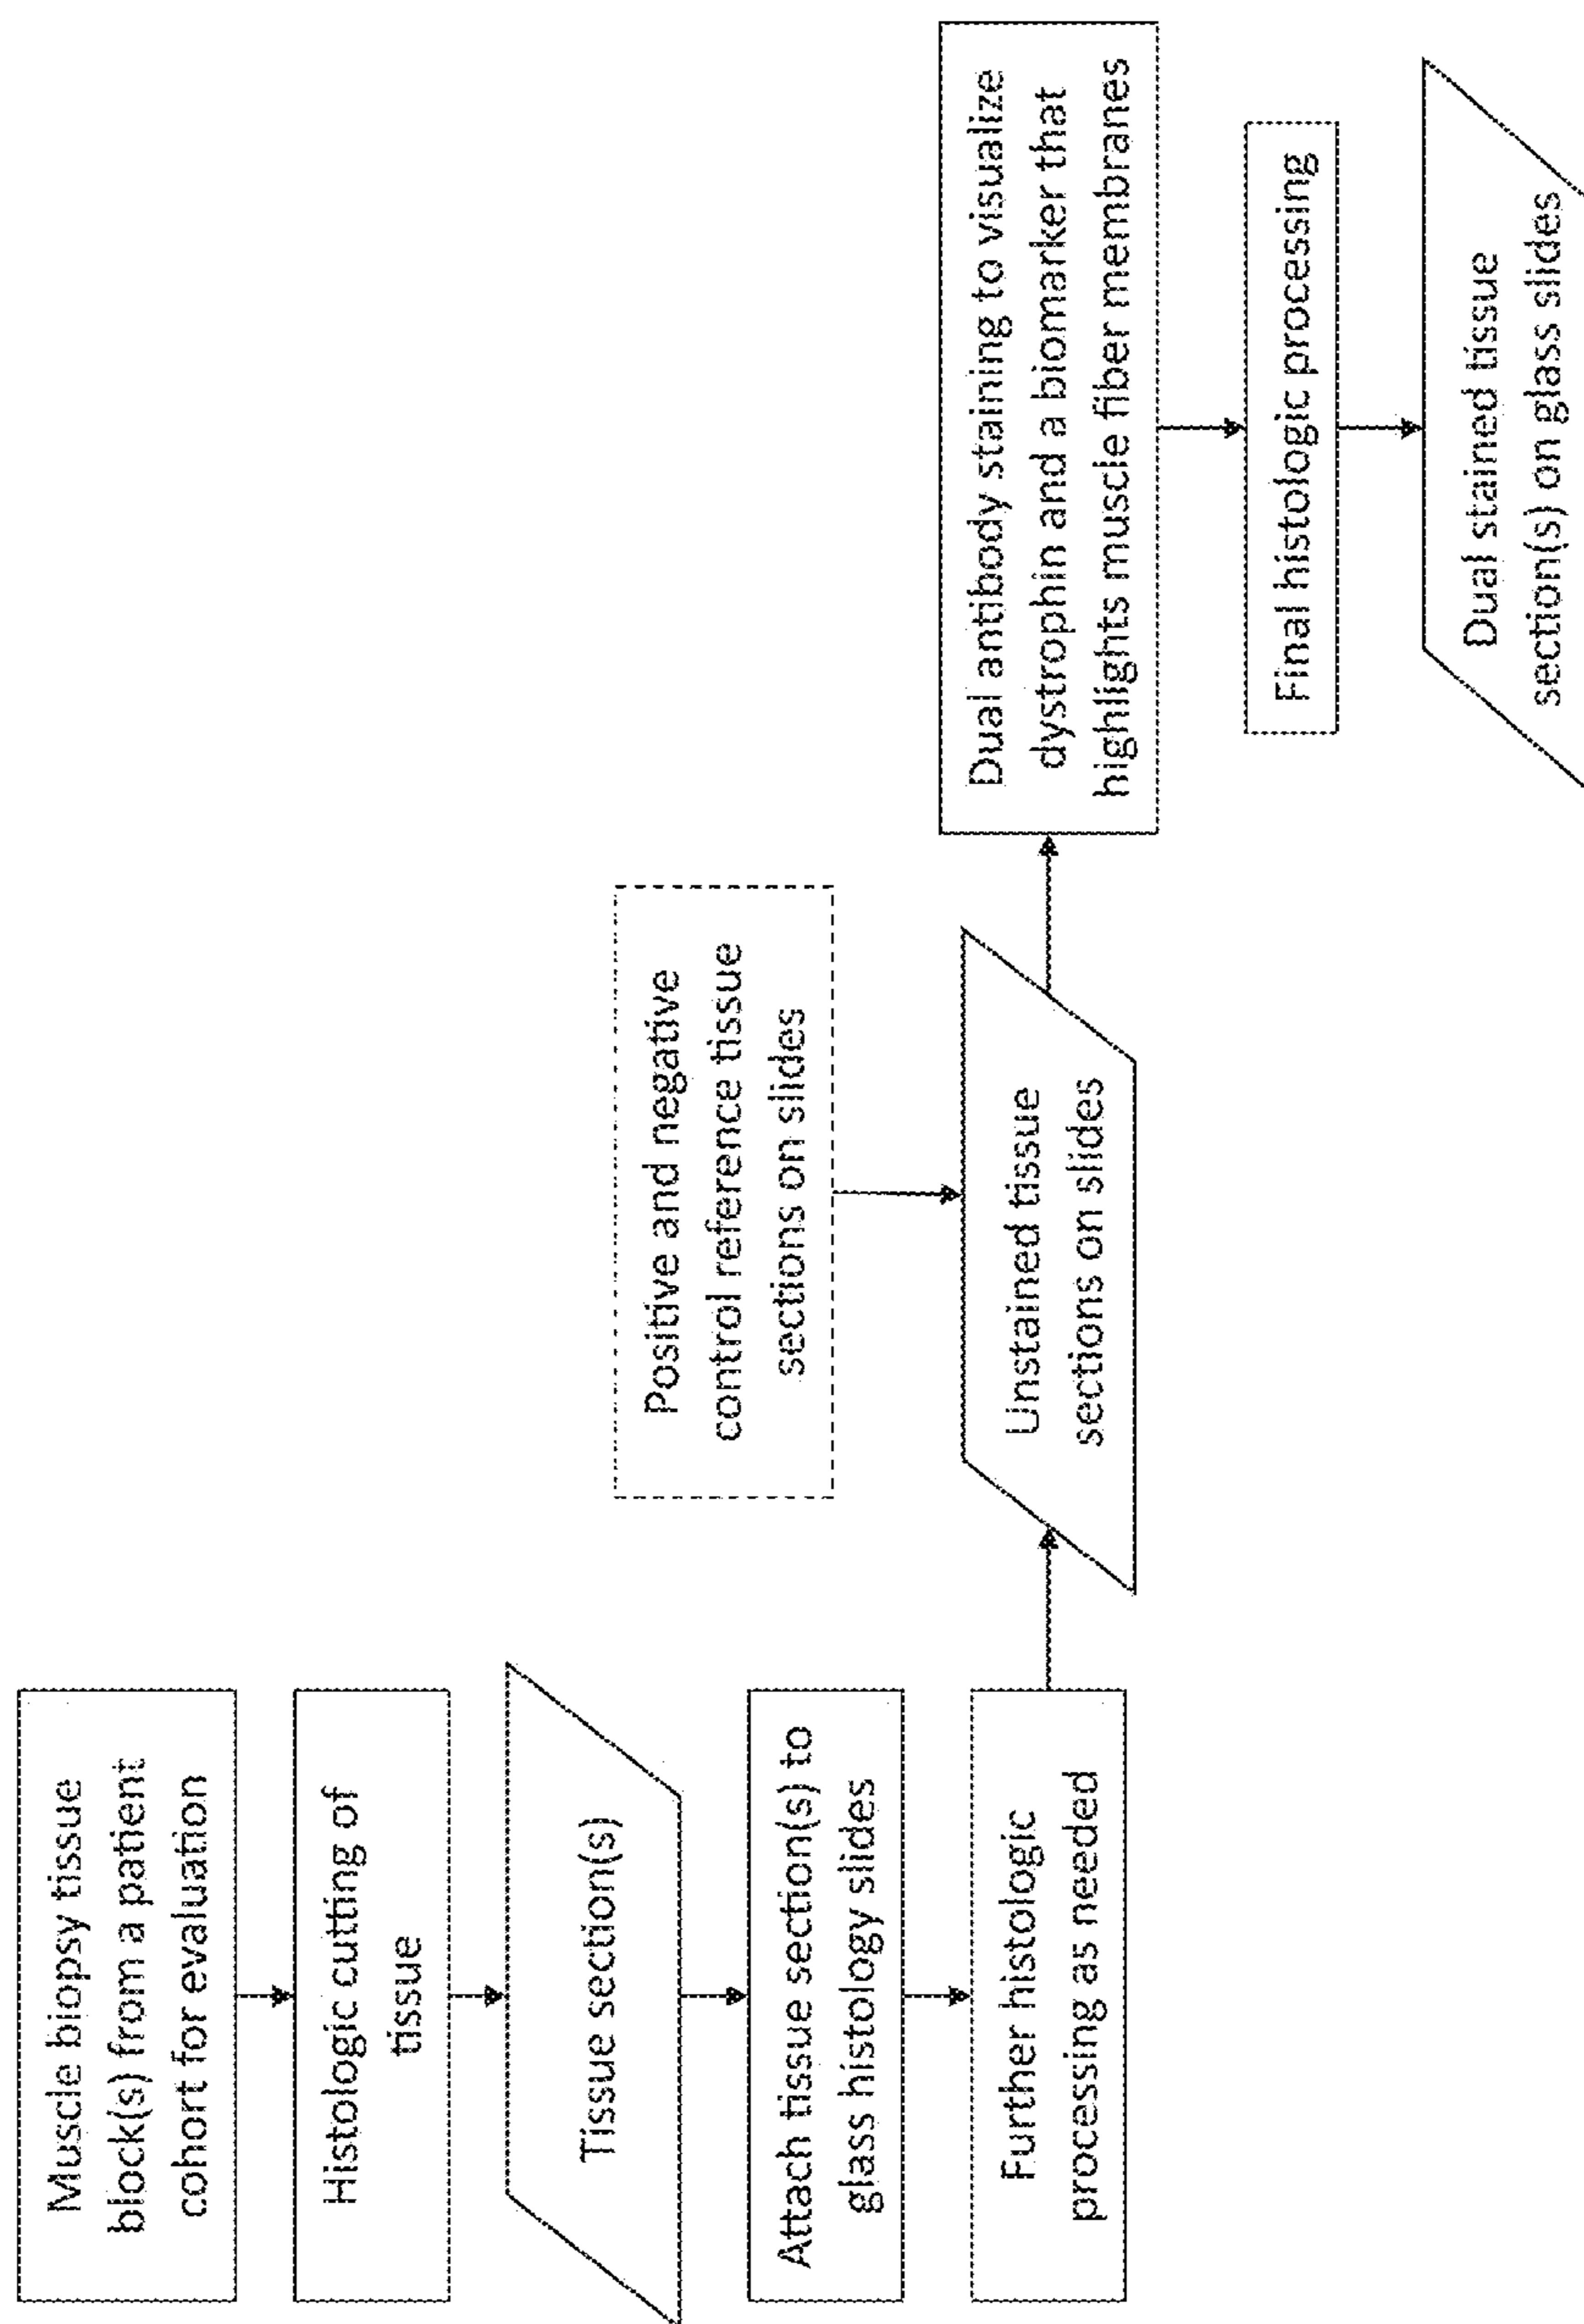 Muscle biopsy tissue
block(s) from a patient
cohort for evaluation
Histologic cutting of
tissue
Tissue section(s)
Attach tissue section(s) to
glass histology slides
Further histologic
processing as needed
Positive and negative
control reference tissue
sections on slides
Unstained tissue
sections on slides
Dual antibody staining to visualize
dystrophin and a biomarker that
highlights muscle fiber membranes
Final histologic processing
Dual stained tissue
section(s) on glass slides